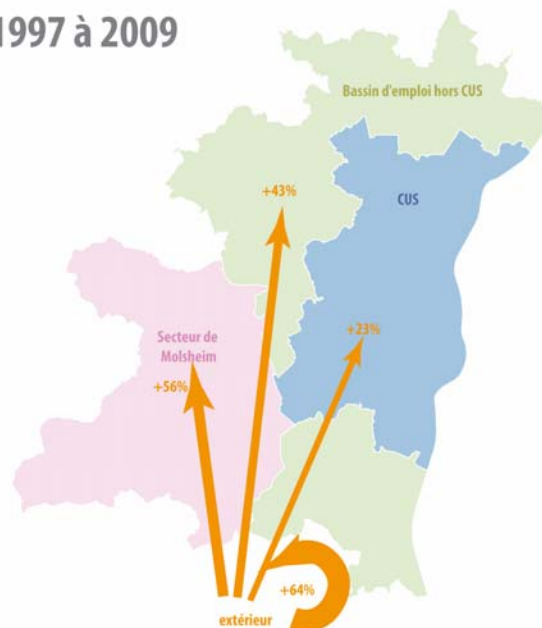 1997 à 2009
Bassin d'emploi hors CUS
+43%
CUS
+23%
Secteur de
Molsheim
+56%
+64%
extérieur